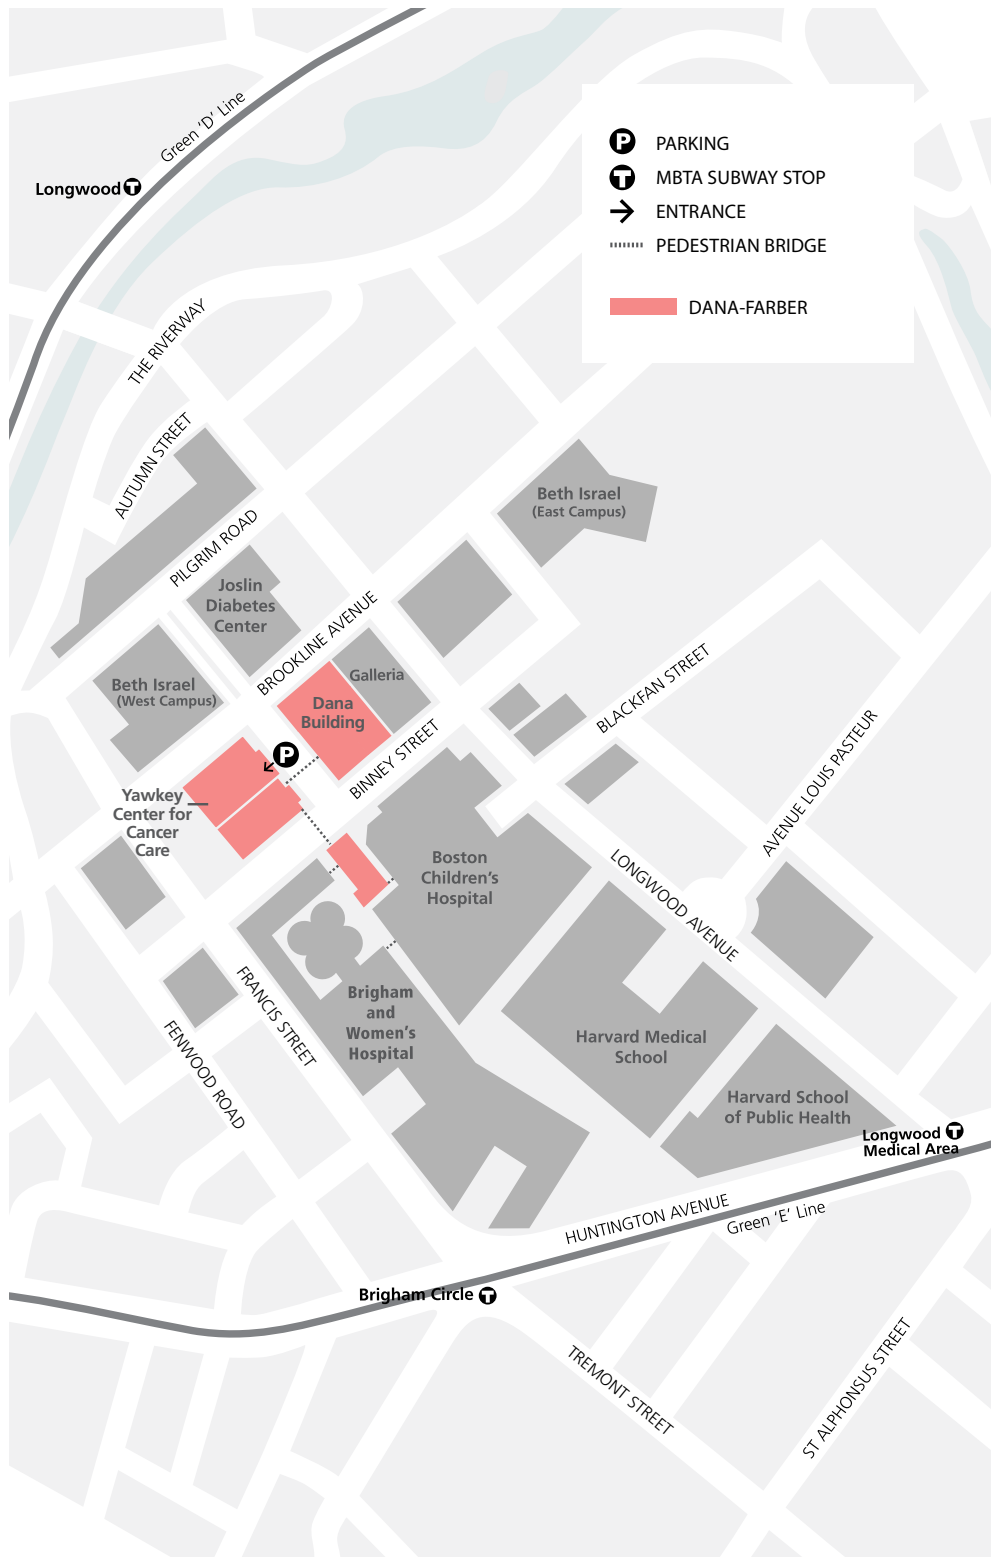 Green ‘D’ Line
Longwood T
P PARKING
T MBTA SUBWAY STOP
ENTRANCE
PEDESTRIAN BRIDGE
DANA-FARBER
THE RIVERWAY
AUTUMN STREET
PILGRIM ROAD
Beth Israel
(East Campus)
Joslin
Diabetes
Center
BROOKLINE AVENUE
Beth Israel
(West Campus)
Galleria
Dana
Building
BINNEY STREET
BLACKFAN STREET
AVENUE LOUIS PASTEUR
P
Yawkey
Center for
Cancer
Care
Boston
Children’s
Hospital
LONGWOOD AVENUE
FRANCIS STREET
FENWOOD ROAD
Brigham
and
Women’s
Hospital
Harvard Medical
School
Harvard School
of Public Health
Longwood T
Medical Area
HUNTINGTON AVENUE
Green ‘E’ Line
Brigham Circle T
TREMONT STREET
ST ALPHONSUS STREET